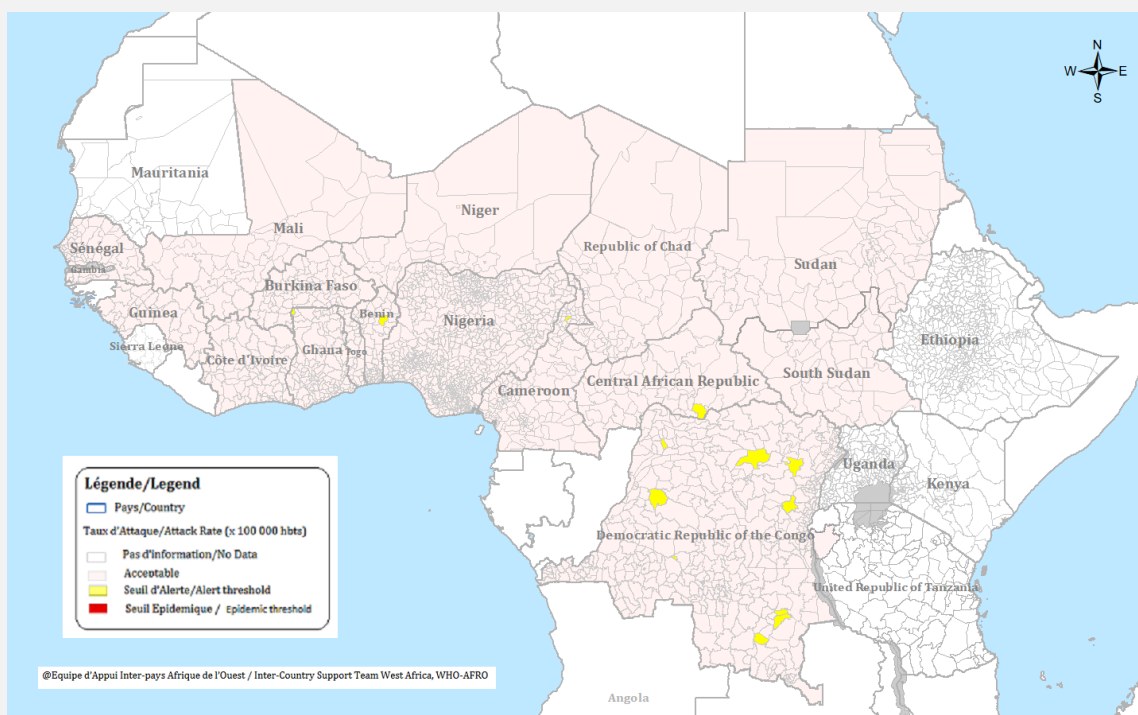 N
W E
S
Mauritania
Mali
Niger
Republic of Chad
Sudan
Sénégal
Gambia
Burkina Faso
Guinea
Benin
Nigeria
Sierra Leone
Côte d'Ivoire
Ghana
Togo
Cameroon
Central African Republic
South Sudan
Ethiopia
Uganda
Kenya
Democratic Republic of the Congo
United Republic of Tanzania
Angola
Légende/Legend
Pays/Country
Taux d'Attaque/Attack Rate (x 100 000 hbts)
Pas d'information/No Data
Acceptable
Seuil d'Alerte/Alert threshold
Seuil Epidemique / Epidemic threshold
@Equipe d'Appui Inter-pays Afrique de l'Ouest / Inter-Country Support Team West Africa, WHO-AFRO